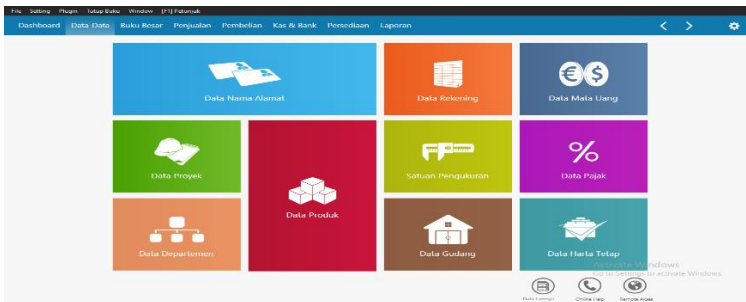 File Setting Plugin Tutup Buku Window [F1] Petunjuk
Dashboard Data Data Buku Besar Penjualan Pembelian Kas & Bank Persediaan Laporan
Data Nama Alamat
Data Rekening
Data Mata Uang
Data Proyek
Satuan Pengukuran
Data Pajak
Data Produk
Data Departemen
Data Gudang
Data Harta Tetap
Activate Windows
Go to Settings to activate Windows.
Data Lainnya Online Help Remote Akses